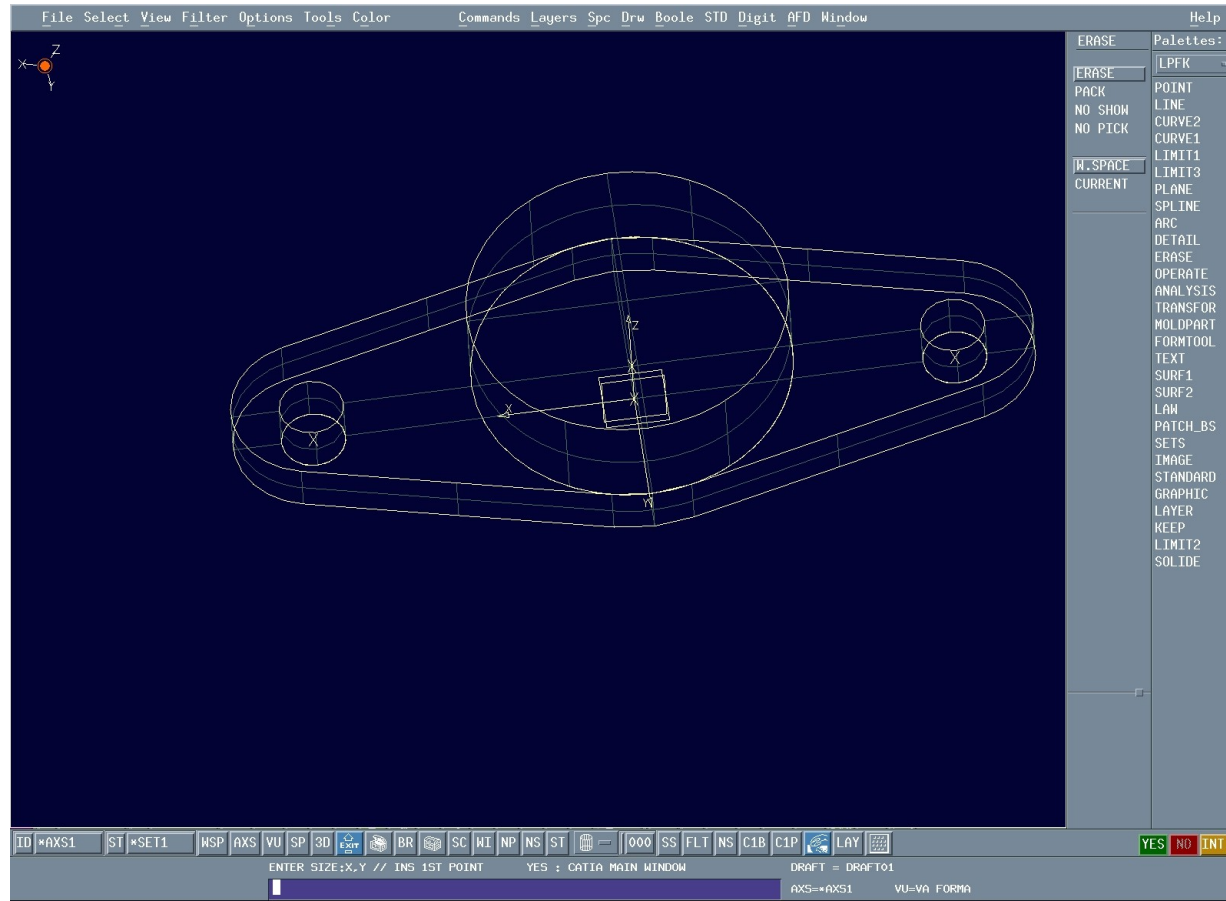 File Select View Filter Options Tools Color Commands Layers Spc Drw Boole STD Digit AFD Window Help
ERASE
ERASE
PACK
NO SHOW
NO PICK
W.SPACE
CURRENT
Palettes:
LPFK
POINT
LINE
CURVE2
CURVE1
LIMIT1
LIMIT3
PLANE
SPLINE
ARC
DETAIL
ERASE
OPERATE
ANALYSIS
TRANSFOR
MOLDPART
FORMTOOL
TEXT
SURF1
SURF2
LAW
PATCH_BS
SETS
IMAGE
STANDARD
GRAPHIC
LAYER
KEEP
LIMIT2
SOLIDE
Z
X
Y
Z
X
Y
ID *AXS1 ST *SET1 WSP AXS VU SP 3D EXIT BR SC WI NP NS ST 000 SS FLT NS C1B C1P LAY YES NO INT
ENTER SIZE:X,Y // INS 1ST POINT YES : CATIA MAIN WINDOW DRAFT = DRAFT01
AXS=*AXS1 VU=VA FORMA